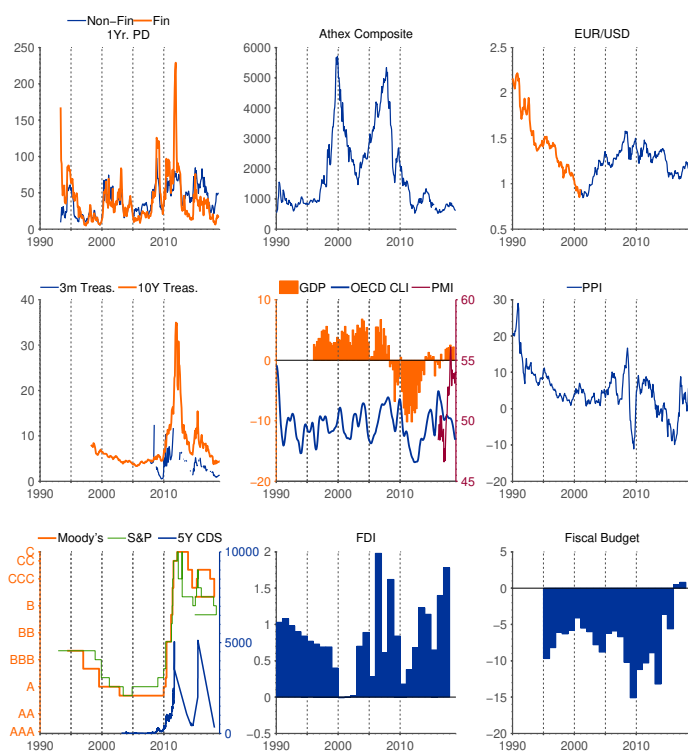 Non−Fin Fin
1Yr. PD
250
200
150
100
50
0
1990 2000 2010
Athex Composite
6000
5000
4000
3000
2000
1000
0
1990 2000 2010
EUR/USD
2.5
2
1.5
1
0.5
1990 2000 2010
3m Treas. 10Y Treas.
40
30
20
10
0
1990 2000 2010
GDP OECD CLI PMI
10
0
−10
−20
60
55
50
45
1990 2000 2010
PPI
30
20
10
0
−10
−20
1990 2000 2010
Moody's S&P 5Y CDS
C
CC
CCC
B
BB
BBB
A
AA
AAA
10000
5000
0
1990 2000 2010
FDI
2
1.5
1
0.5
0
−0.5
1990 2000 2010
Fiscal Budget
5
0
−5
−10
−15
−20
1990 2000 2010